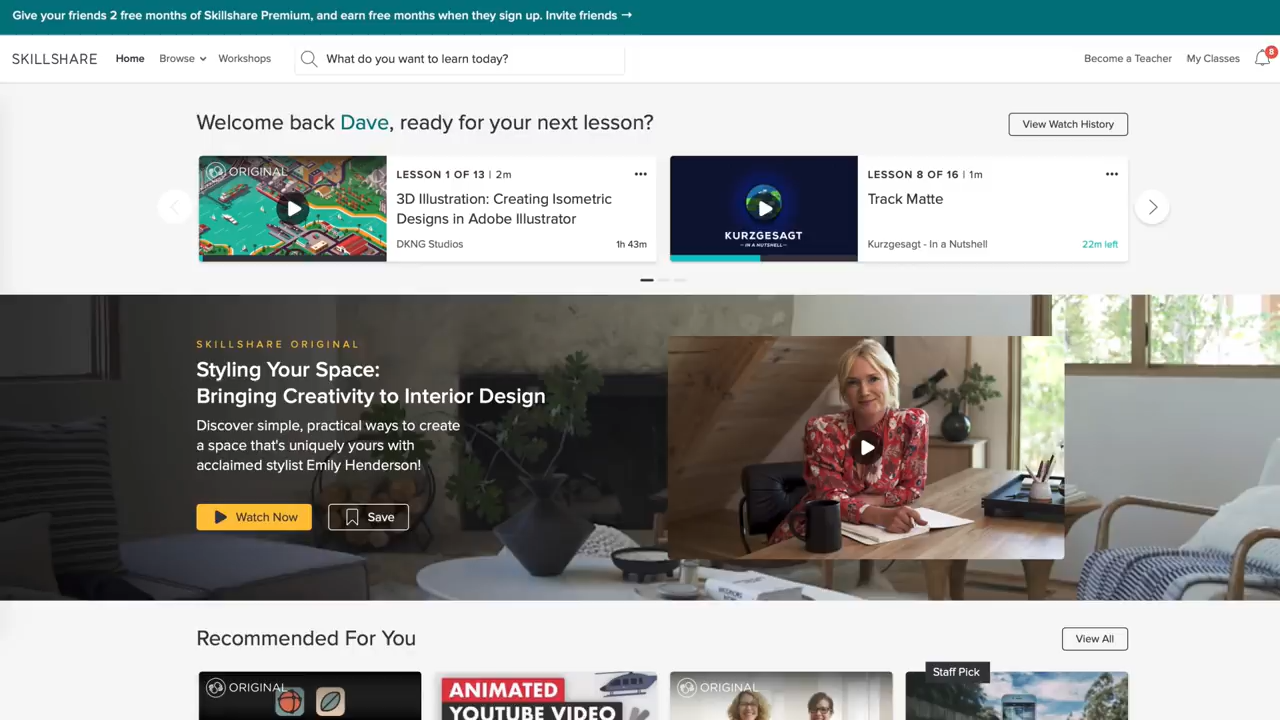 Give your friends 2 free months of Skillshare Premium, and earn free months when they sign up. Invite friends →
SKILLSHARE Home Browse Workshops What do you want to learn today? Become a Teacher My Classes 8
Welcome back Dave, ready for your next lesson? View Watch History
ORIGINAL
LESSON 1 OF 13 | 2m
3D Illustration: Creating Isometric
Designs in Adobe Illustrator
DKNG Studios 1h 43m
KURZGESAGT
— IN A NUTSHELL —
LESSON 8 OF 16 | 1m
Track Matte
Kurzgesagt - In a Nutshell 22m left
SKILLSHARE ORIGINAL
Styling Your Space:
Bringing Creativity to Interior Design
Discover simple, practical ways to create
a space that's uniquely yours with
acclaimed stylist Emily Henderson!
Watch Now Save
Recommended For You View All
ORIGINAL
ANIMATED
YOUTUBE VIDEO
ORIGINAL
Staff Pick